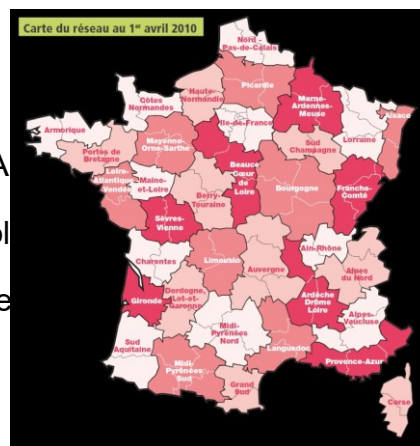 Carte du réseau au 1er avril 2010
Nord -
Pas-de-Calais
Picardie
Haute-
Normandie
Marne-
Ardennes-
Meuse
Côtes
Normandes
Ile-de-France
Lorraine
Alsace
Armorique
Portes de
Bretagne
Mayenne-
Orne-Sarthe
Sud
Champagne
Beauce
Cœur
de
Loire
Loire-
Atlantique
Vendée
Maine-
et-Loire
Berry-
Touraine
Bourgogne
Franche-
Comté
Sèvres-
Vienne
Charentes
Limousin
Auvergne
Ain-Rhône
Alpes
du Nord
Gironde
Dordogne,
Lot-et-
Garonne
Ardèche
Drôme
Loire
Midi-
Pyrénées
Nord
Alpes-
Vaucluse
Sud
Aquitaine
Midi-
Pyrénées
Sud
Languedoc
Provence-Azur
Grand
Sud
Corse
A
ol
e